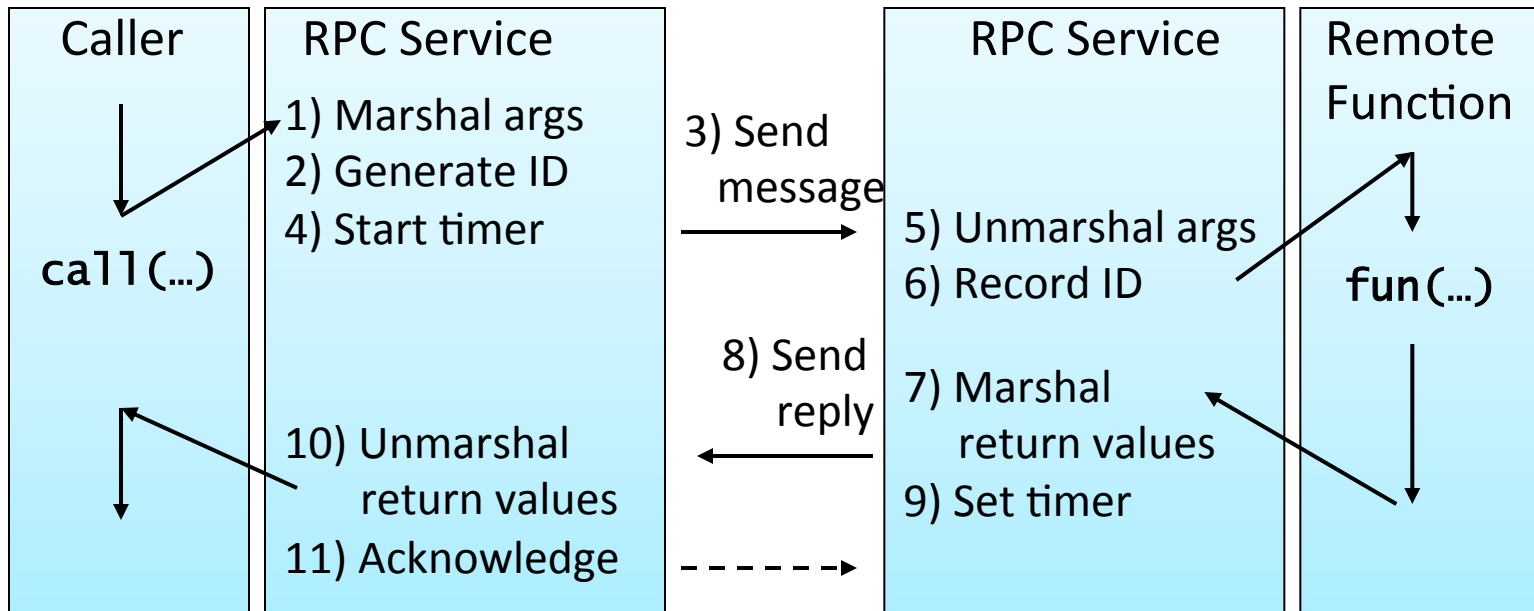 Caller
call(…)
RPC Service
1) Marshal args
2) Generate ID
4) Start timer
10) Unmarshal
return values
11) Acknowledge
3) Send
message
8) Send
reply
RPC Service
5) Unmarshal args
6) Record ID
7) Marshal
return values
9) Set timer
Remote
Function
fun(…)